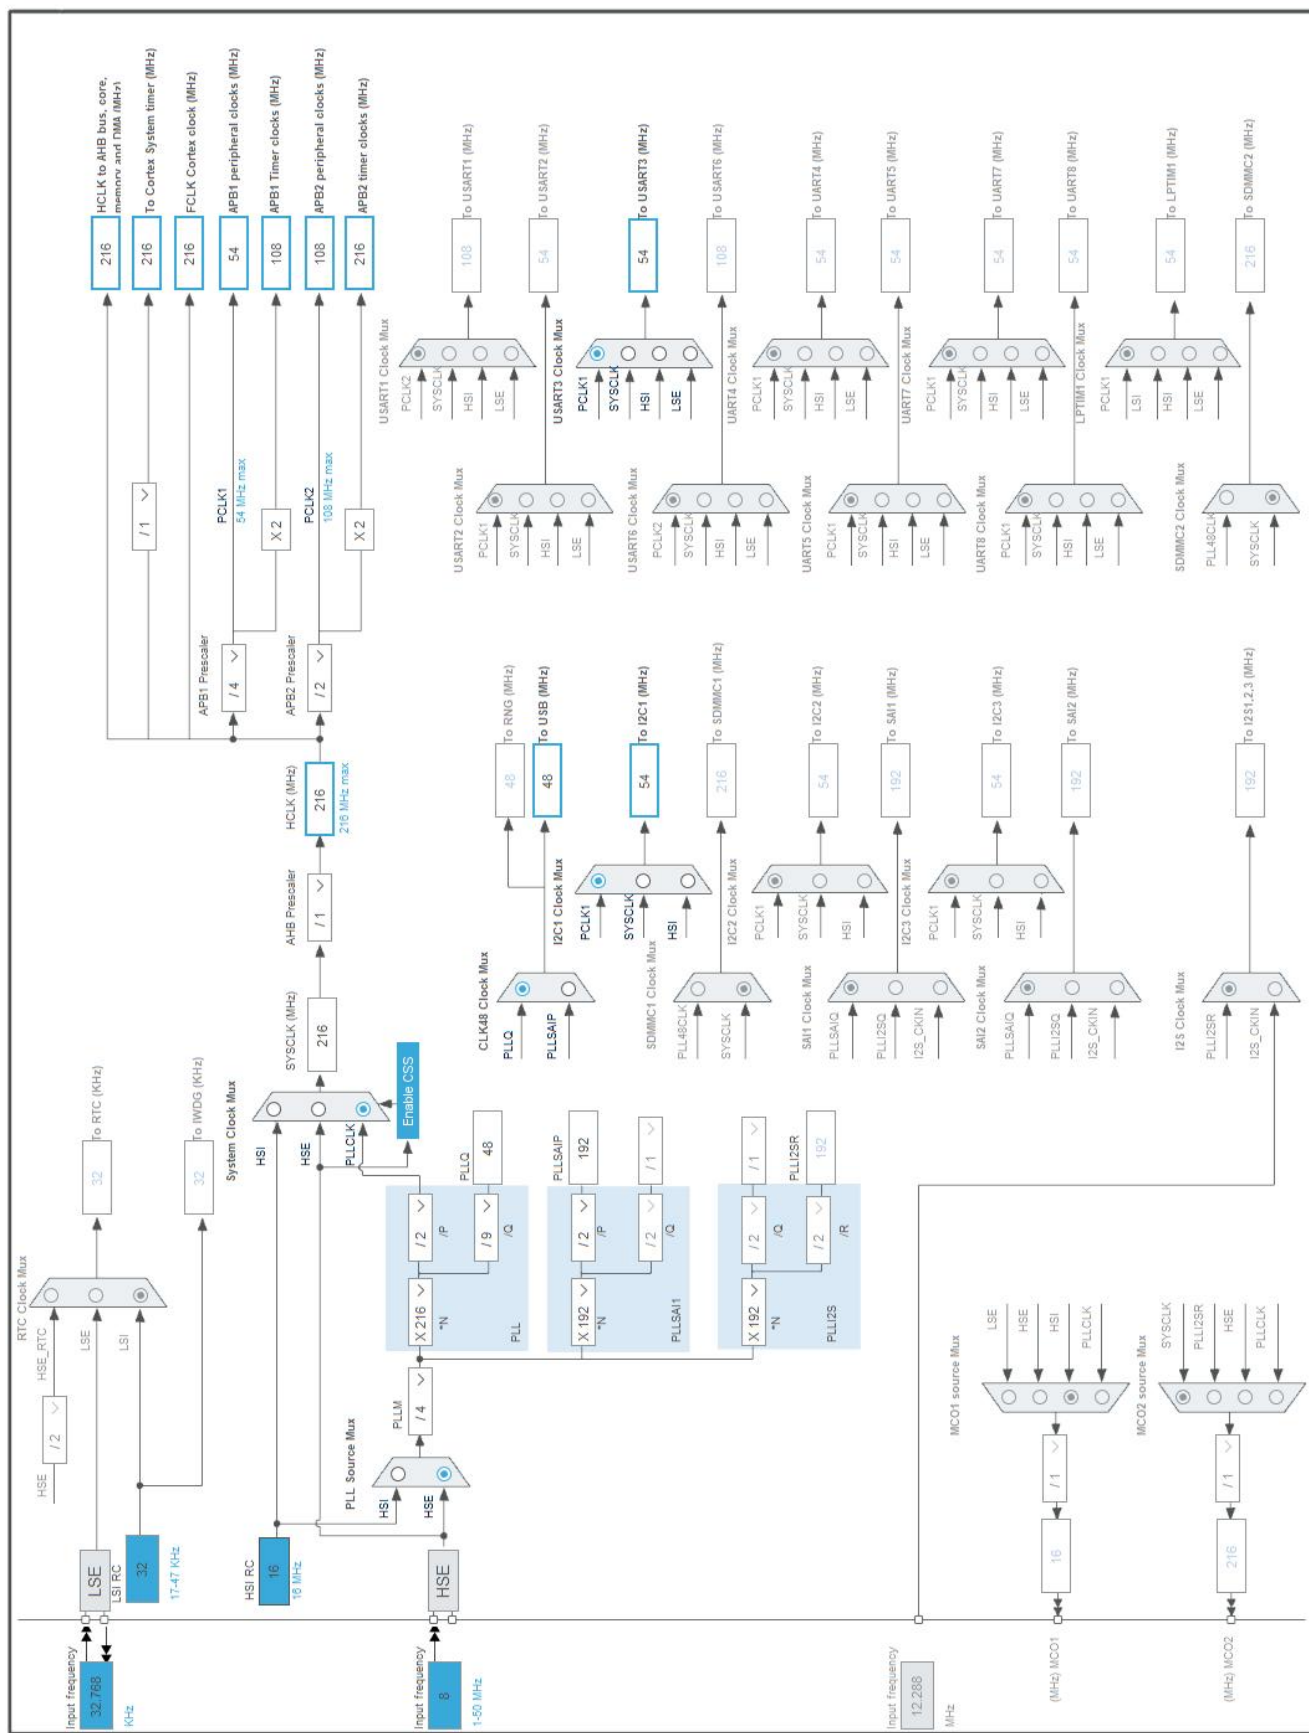 Input frequency
32.768
KHz
LSE
LSI RC
32
17-47 KHz
HSE
/ 2
HSE_RTC
LSE
LSI
RTC Clock Mux
32
To RTC (KHz)
32
To IWDG (KHz)
HSI RC
16
16 MHz
Input frequency
8
1-50 MHz
HSE
PLL Source Mux
HSI
HSE
PLLM
/ 4
X 216
*N
PLL
/ 2
/P
/ 9
/Q
PLLQ
48
X 192
*N
PLLSAI1
/ 2
/P
/ 2
/Q
PLLSAIP
192
/ 1
X 192
*N
PLLI2S
/ 2
/Q
/ 2
/R
/ 1
PLLI2SR
192
System Clock Mux
HSI
HSE
PLLCLK
Enable CSS
SYSCLK (MHz)
216
AHB Prescaler
/ 1
HCLK (MHz)
216
216 MHz max
APB1 Prescaler
/ 4
APB2 Prescaler
/ 2
/ 1
PCLK1
54 MHz max
X 2
PCLK2
108 MHz max
X 2
216
HCLK to AHB bus, core,
memory and DMA (MHz)
216
To Cortex System timer (MHz)
216
FCLK Cortex clock (MHz)
54
APB1 peripheral clocks (MHz)
108
APB1 Timer clocks (MHz)
108
APB2 peripheral clocks (MHz)
216
APB2 timer clocks (MHz)
CLK48 Clock Mux
PLLQ
PLLSAIP
48
To RNG (MHz)
48
To USB (MHz)
I2C1 Clock Mux
PCLK1
SYSCLK
HSI
54
To I2C1 (MHz)
SDMMC1 Clock Mux
PLL48CLK
SYSCLK
216
To SDMMC1 (MHz)
I2C2 Clock Mux
PCLK1
SYSCLK
HSI
54
To I2C2 (MHz)
SAI1 Clock Mux
PLLSAIQ
PLLI2SQ
I2S_CKIN
192
To SAI1 (MHz)
I2C3 Clock Mux
PCLK1
SYSCLK
HSI
54
To I2C3 (MHz)
SAI2 Clock Mux
PLLSAIQ
PLLI2SQ
I2S_CKIN
192
To SAI2 (MHz)
I2S Clock Mux
PLLI2SR
I2S_CKIN
192
To I2S1,2,3 (MHz)
USART1 Clock Mux
PCLK2
SYSCLK
HSI
LSE
108
To USART1 (MHz)
USART2 Clock Mux
PCLK1
SYSCLK
HSI
LSE
54
To USART2 (MHz)
USART3 Clock Mux
PCLK1
SYSCLK
HSI
LSE
54
To USART3 (MHz)
USART6 Clock Mux
PCLK2
SYSCLK
HSI
LSE
108
To USART6 (MHz)
UART4 Clock Mux
PCLK1
SYSCLK
HSI
LSE
54
To UART4 (MHz)
UART5 Clock Mux
PCLK1
SYSCLK
HSI
LSE
54
To UART5 (MHz)
UART7 Clock Mux
PCLK1
SYSCLK
HSI
LSE
54
To UART7 (MHz)
UART8 Clock Mux
PCLK1
SYSCLK
HSI
LSE
54
To UART8 (MHz)
LPTIM1 Clock Mux
PCLK1
LSI
HSI
LSE
54
To LPTIM1 (MHz)
SDMMC2 Clock Mux
PLL48CLK
SYSCLK
216
To SDMMC2 (MHz)
Input frequency
12.288
MHz
MCO1 source Mux
LSE
HSE
HSI
PLLCLK
/ 1
16
(MHz) MCO1
MCO2 source Mux
SYSCLK
PLLI2SR
HSE
PLLCLK
/ 1
216
(MHz) MCO2